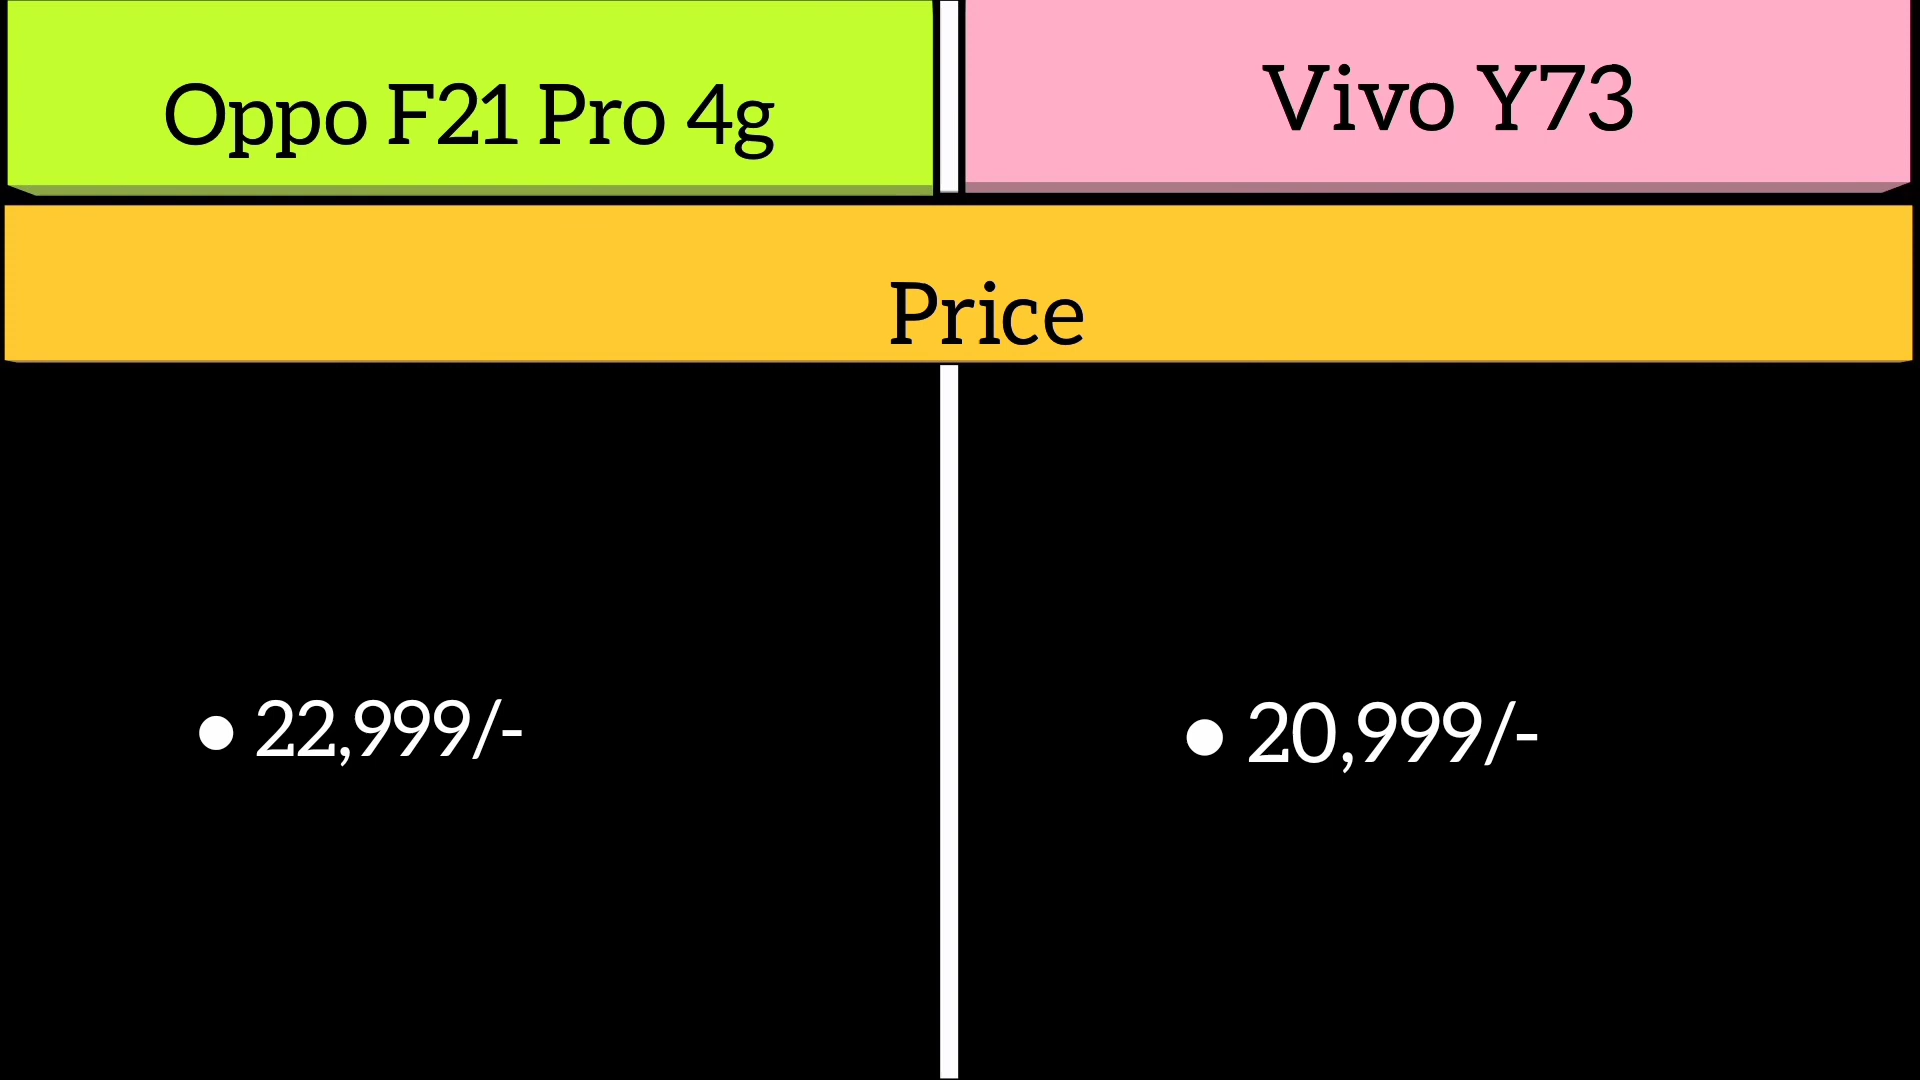 Oppo F21 Pro 4g
Vivo Y73
Price
● 22,999/-
● 20,999/-